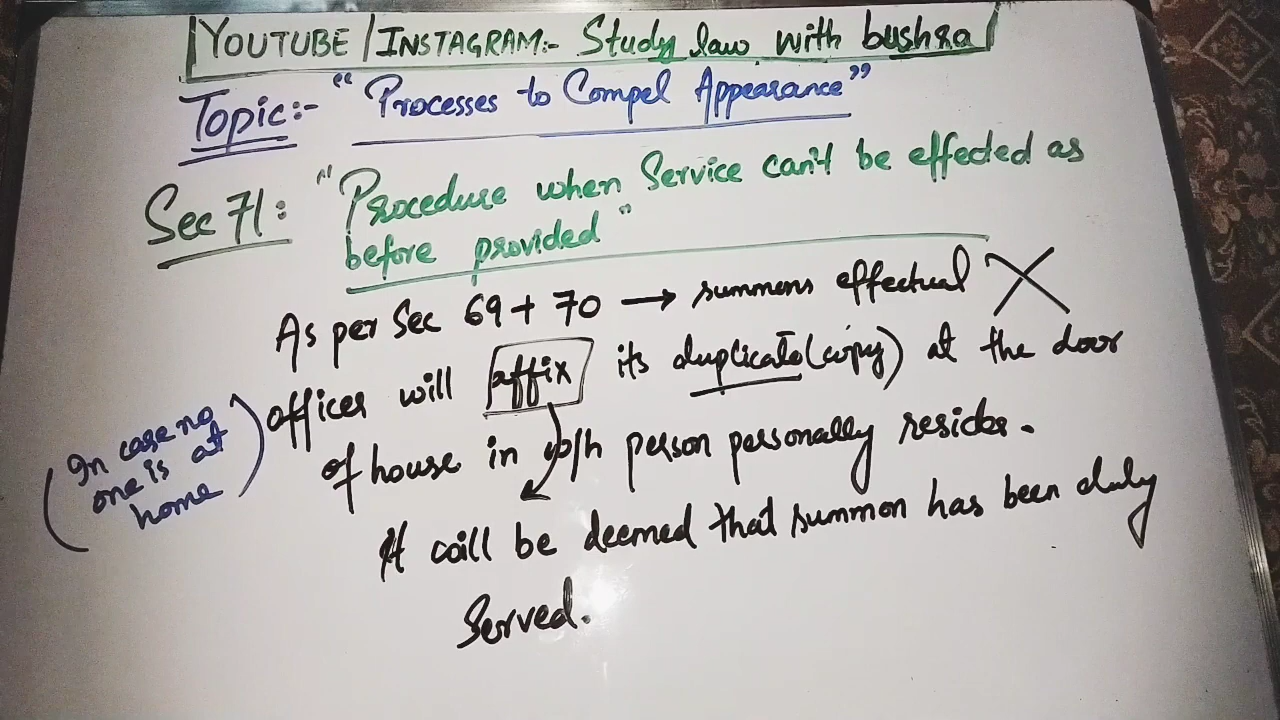 YOUTUBE/INSTAGRAM:- Study law with bushra
Topic:- "Processes to Compel Appearance"
Sec 71: "Procedure when Service can't be effected as
before provided"
As per Sec 69 + 70 → summons effectual X
officer will affix its duplicate (copy) at the door
of house in w/h person personally resides.
(In case no
one is at
home)
It will be deemed that summon has been duly
Served.